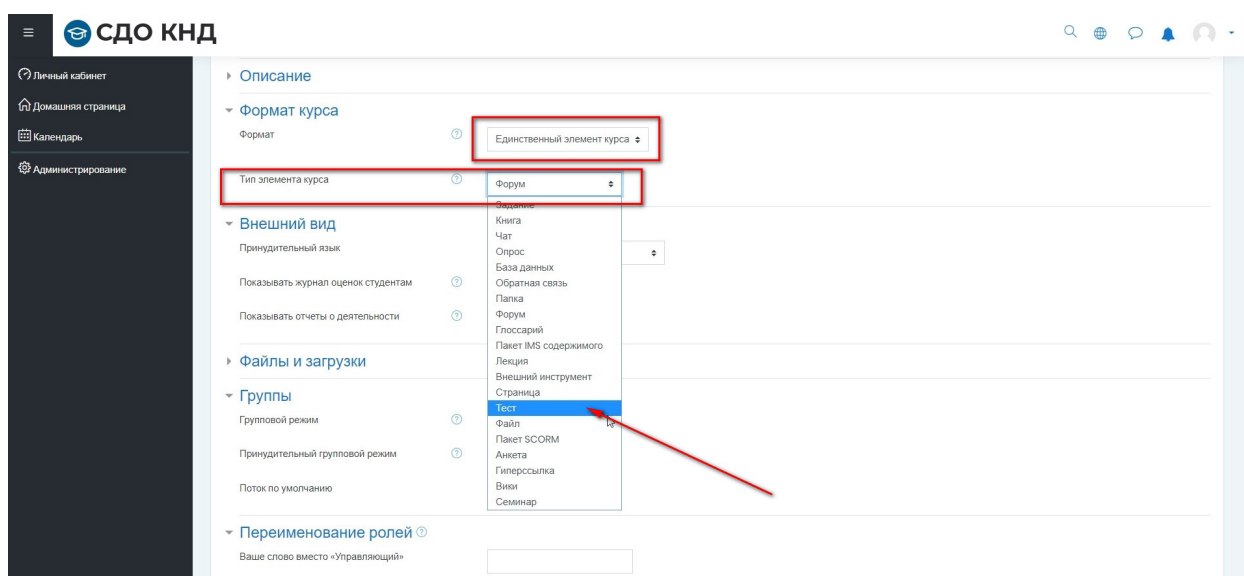 СДО КНД
Личный кабинет
Домашняя страница
Календарь
Администрирование
Описание
Формат курса
Формат
Единственный элемент курса
Тип элемента курса
Форум
Задание
Книга
Чат
Опрос
База данных
Обратная связь
Папка
Форум
Глоссарий
Пакет IMS содержимого
Лекция
Внешний инструмент
Страница
Тест
Файл
Пакет SCORM
Анкета
Гиперссылка
Вики
Семинар
Внешний вид
Принудительный язык
Показывать журнал оценок студентам
Показывать отчеты о деятельности
Файлы и загрузки
Группы
Групповой режим
Принудительный групповой режим
Поток по умолчанию
Переименование ролей
Ваше слово вместо «Управляющий»